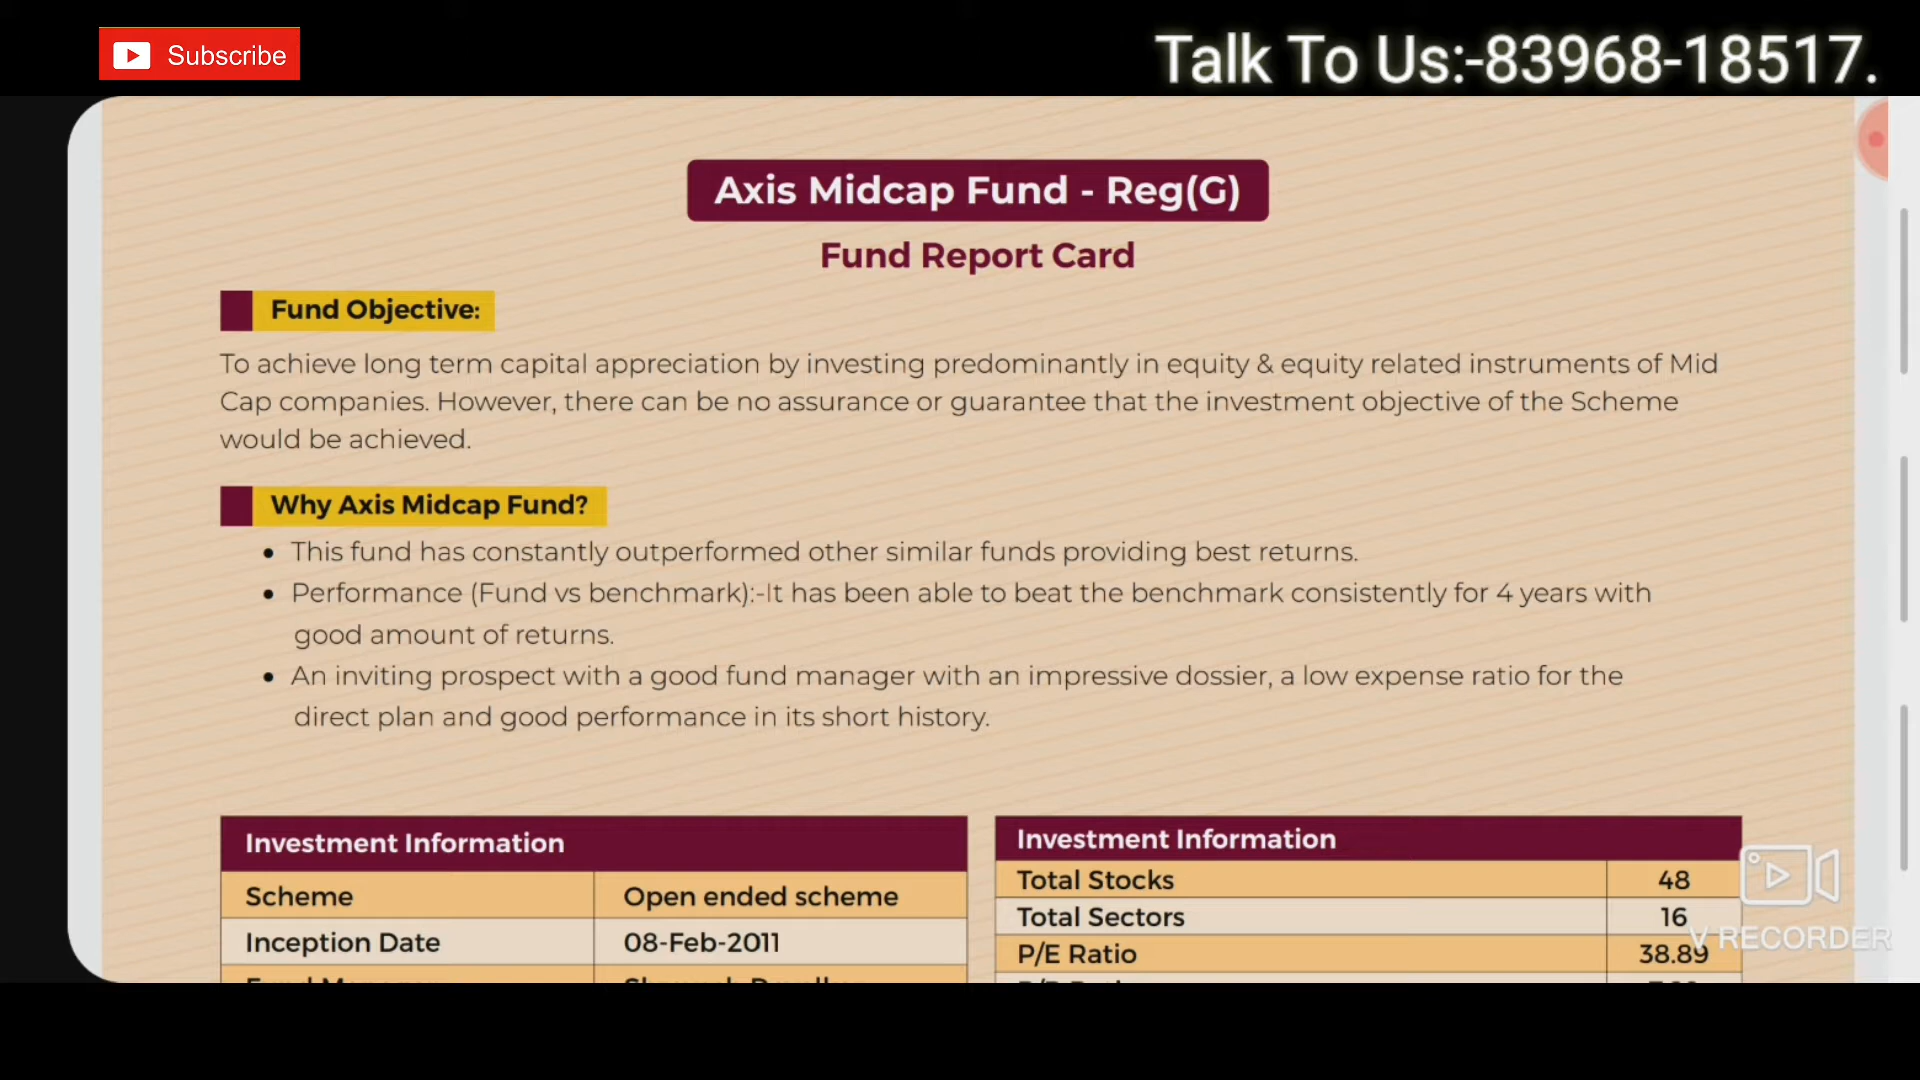 Subscribe
Talk To Us:-83968-18517.
Axis Midcap Fund - Reg(G)
Fund Report Card
Fund Objective:
To achieve long term capital appreciation by investing predominantly in equity & equity related instruments of Mid
Cap companies. However, there can be no assurance or guarantee that the investment objective of the Scheme
would be achieved.
Why Axis Midcap Fund?
• This fund has constantly outperformed other similar funds providing best returns.
• Performance (Fund vs benchmark):-It has been able to beat the benchmark consistently for 4 years with
good amount of returns.
• An inviting prospect with a good fund manager with an impressive dossier, a low expense ratio for the
direct plan and good performance in its short history.
Investment Information
Scheme Open ended scheme
Inception Date 08-Feb-2011
Investment Information
Total Stocks 48
Total Sectors 16
P/E Ratio 38.89
V RECORDER